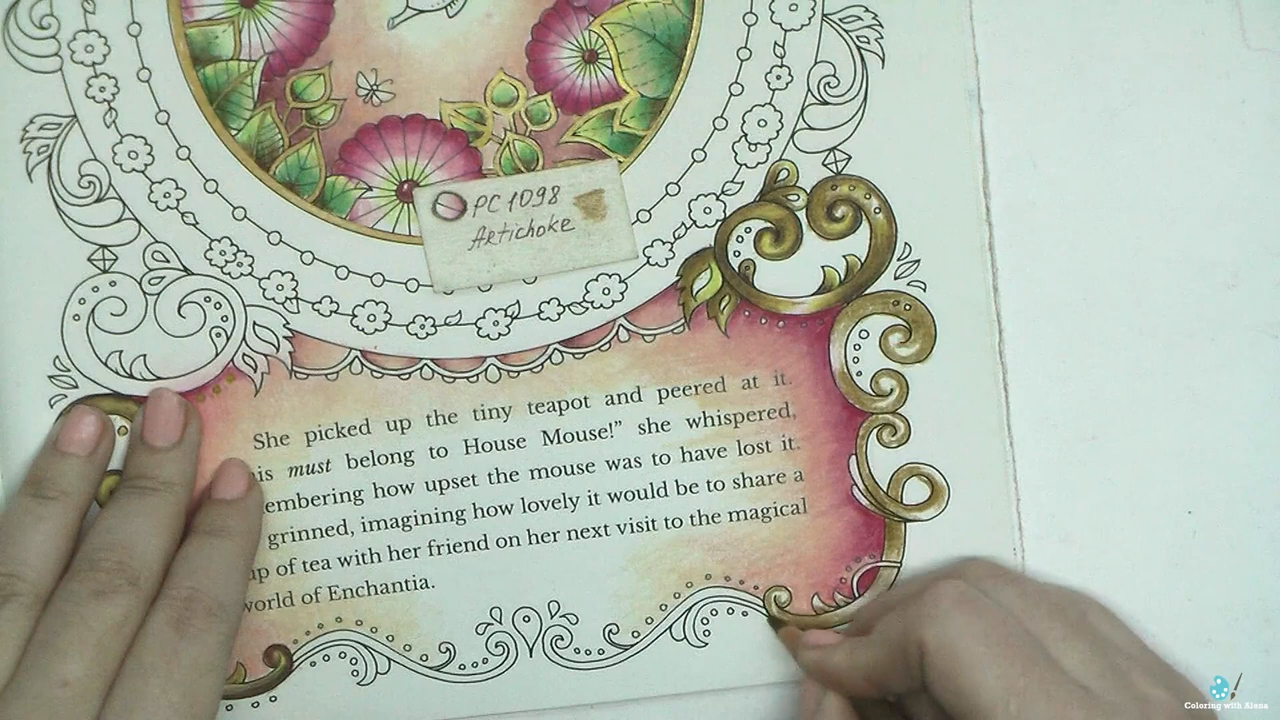 PC 1098
Artichoke
She picked up the tiny teapot and peered at it.
is must belong to House Mouse!” she whispered,
embering how upset the mouse was to have lost it.
grinned, imagining how lovely it would be to share a
up of tea with her friend on her next visit to the magical
world of Enchantia.
Coloring with Alena